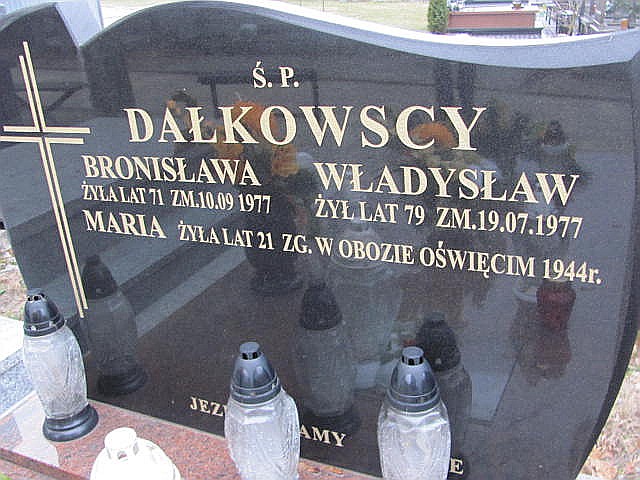 Ś. P.
DAŁKOWSCY
BRONISŁAWA WŁADYSŁAW
ŻYŁA LAT 71 ZM.10.09 1977 ŻYŁ LAT 79 ZM.19.07.1977
MARIA ŻYŁA LAT 21 ZG. W OBOZIE OŚWIĘCIM 1944r.